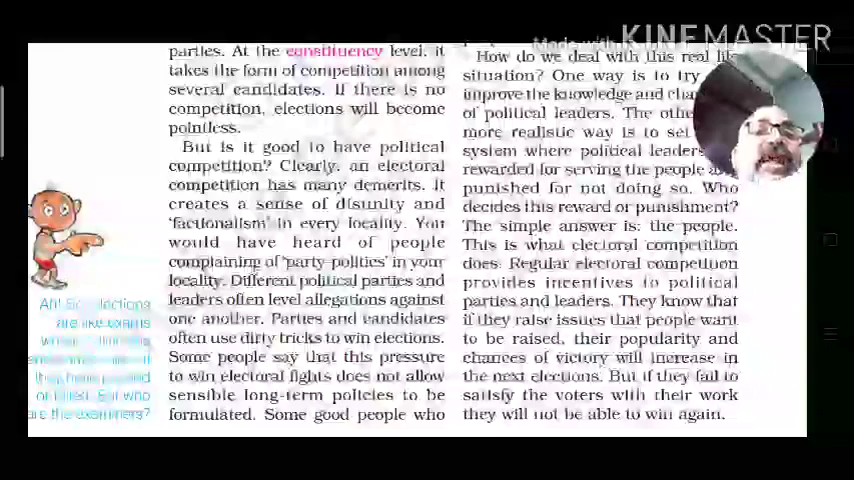 Made with KINEMASTER
parties. At the constituency level, it
takes the form of competition among
several candidates. If there is no
competition, elections will become
pointless.
But is it good to have political
competition? Clearly, an electoral
competition has many demerits. It
creates a sense of disunity and
‘factionalism’ in every locality. You
would have heard of people
complaining of ‘party-politics’ in your
locality. Different political parties and
leaders often level allegations against
one another. Parties and candidates
often use dirty tricks to win elections.
Some people say that this pressure
to win electoral fights does not allow
sensible long-term policies to be
formulated. Some good people who
Ah! So, elections
are like exams
or failed. But who
are the examiners?
How do we deal with this real life
situation? One way is to try
improve the knowledge and
of political leaders. The
more realistic way is to set
system where political leaders
rewarded for serving the people
punished for not doing so. Who
decides this reward or punishment?
The simple answer is: the people.
This is what electoral competition
does. Regular electoral competition
provides incentives to political
parties and leaders. They know that
if they raise issues that people want
to be raised, their popularity and
chances of victory will increase in
the next elections. But if they fail to
satisfy the voters with their work
they will not be able to win again.